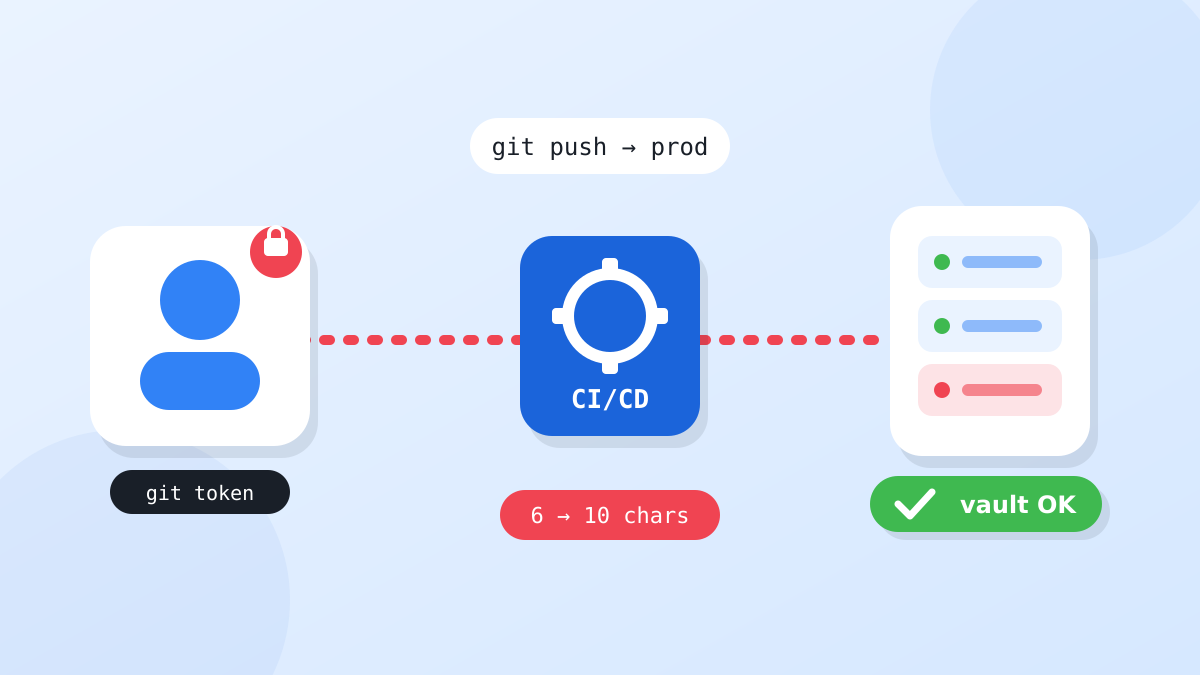 git push → prod
CI/CD
git token
6 → 10 chars
vault OK